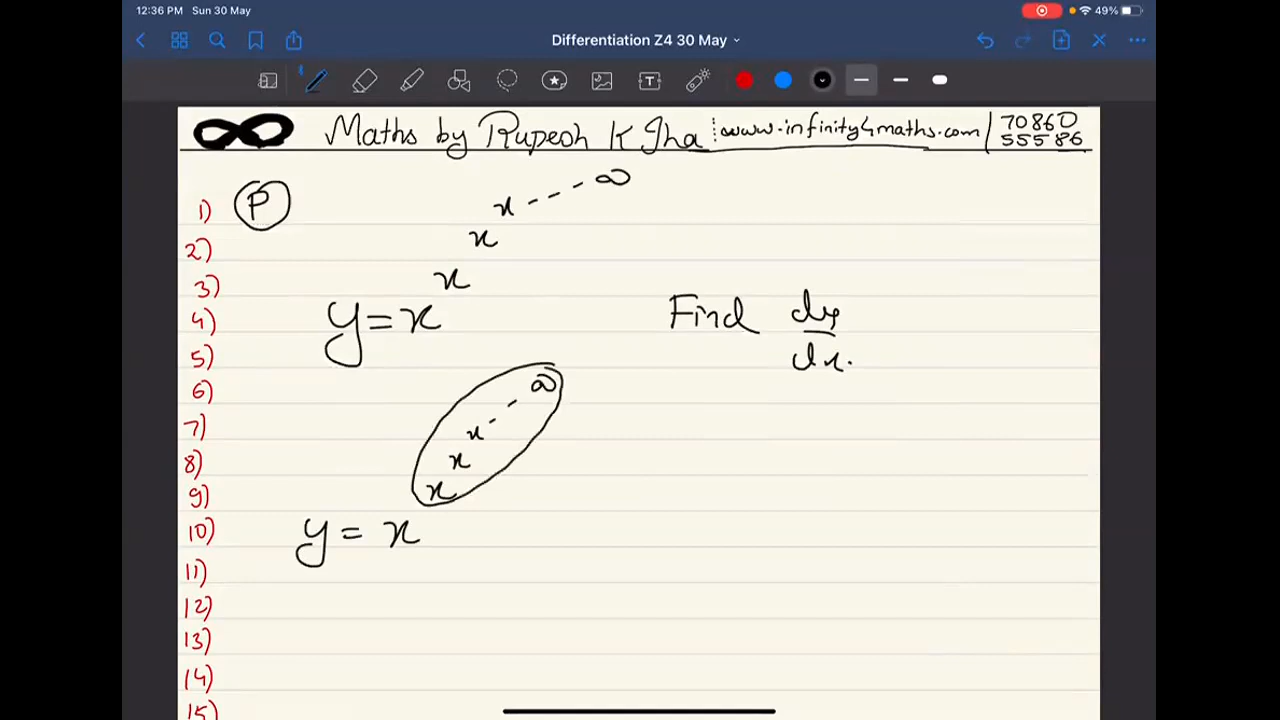 12:36 PM Sun 30 May 49%
Differentiation Z4 30 May
∞ Maths by Rupesh K Jha www.infinity4maths.com 70860 55586
1) P
2)
3)
4)
5)
6)
7)
8)
9)
10)
11)
12)
13)
14)
15)
y = x^x^x^x---∞ Find dy/dx.
y = x^x^x^x---∞